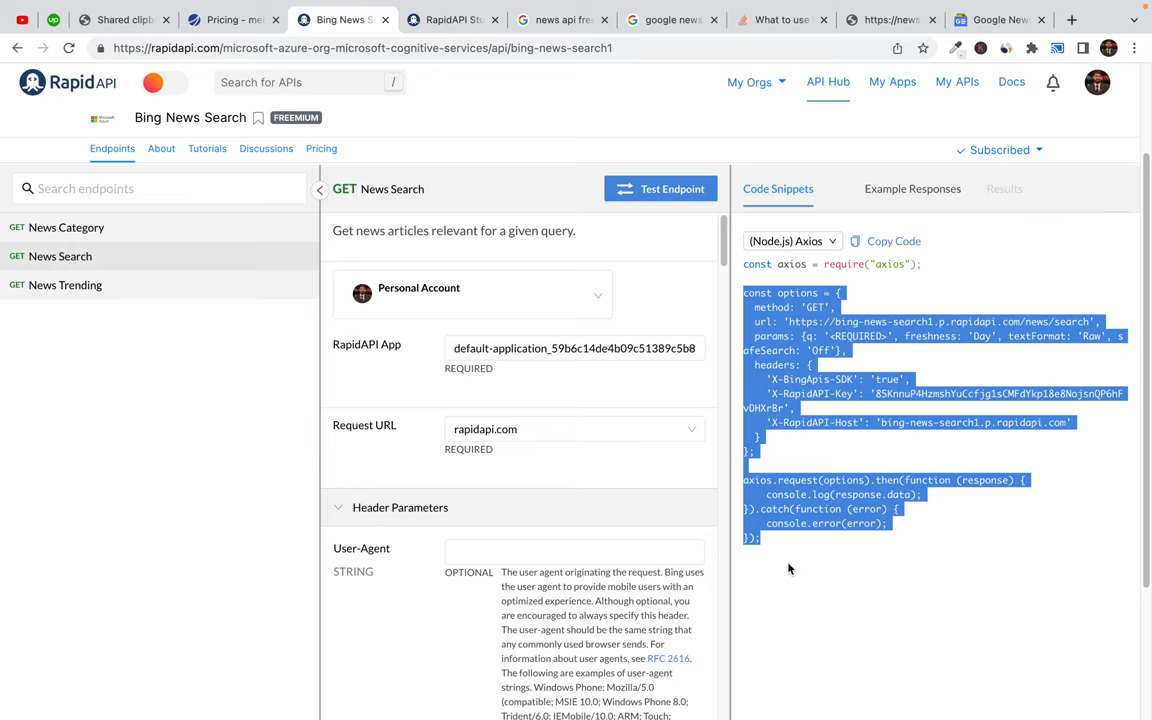 Shared clipb
Pricing - me
Bing News S
RapidAPI Stu
news api fre
google news
What to use
https://news
Google New
https://rapidapi.com/microsoft-azure-org-microsoft-cognitive-services/api/bing-news-search1
Rapid API
Search for APIs
/
My Orgs
API Hub
My Apps
My APIs
Docs
Bing News Search
FREEMIUM
Endpoints
About
Tutorials
Discussions
Pricing
Subscribed
Search endpoints
GET News Category
GET News Search
GET News Trending
GET News Search
Test Endpoint
Get news articles relevant for a given query.
Personal Account
RapidAPI App
default-application_59b6c14de4b09c51389c5b8
REQUIRED
Request URL
rapidapi.com
REQUIRED
Header Parameters
User-Agent
STRING
OPTIONAL
The user agent originating the request. Bing uses
the user agent to provide mobile users with an
optimized experience. Although optional, you
are encouraged to always specify this header.
The user-agent should be the same string that
any commonly used browser sends. For
information about user agents, see RFC 2616.
The following are examples of user-agent
strings. Windows Phone: Mozilla/5.0
(compatible; MSIE 10.0; Windows Phone 8.0;
Trident/6.0; IEMobile/10.0; ARM; Touch;
Code Snippets
Example Responses
Results
(Node.js) Axios
Copy Code
const axios = require("axios");
const options = {
method: 'GET',
url: 'https://bing-news-search1.p.rapidapi.com/news/search',
params: {q: '<REQUIRED>', freshness: 'Day', textFormat: 'Raw', s
afeSearch: 'Off'},
headers: {
'X-BingApis-SDK': 'true',
'X-RapidAPI-Key': '85KnnuP4HzmshYuCcfjg1sCMFdYkp18e8NojsnQP6hF
vDHXrBr',
'X-RapidAPI-Host': 'bing-news-search1.p.rapidapi.com'
}
};
axios.request(options).then(function (response) {
console.log(response.data);
}).catch(function (error) {
console.error(error);
});